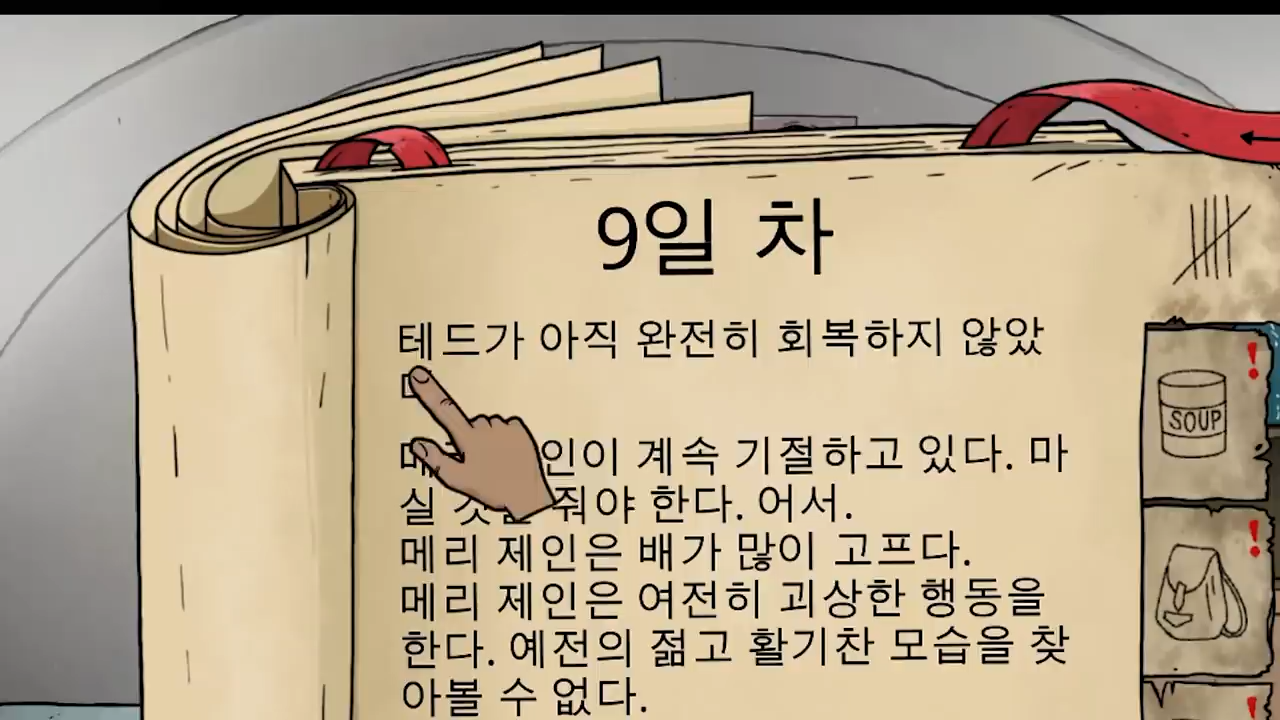 9일 차
테드가 아직 완전히 회복하지 않았
인이 계속 기절하고 있다. 마
실 줘야 한다. 어서.
메리 제인은 배가 많이 고프다.
메리 제인은 여전히 괴상한 행동을
한다. 예전의 젊고 활기찬 모습을 찾
아볼 수 없다.
SOUP
!
!
!